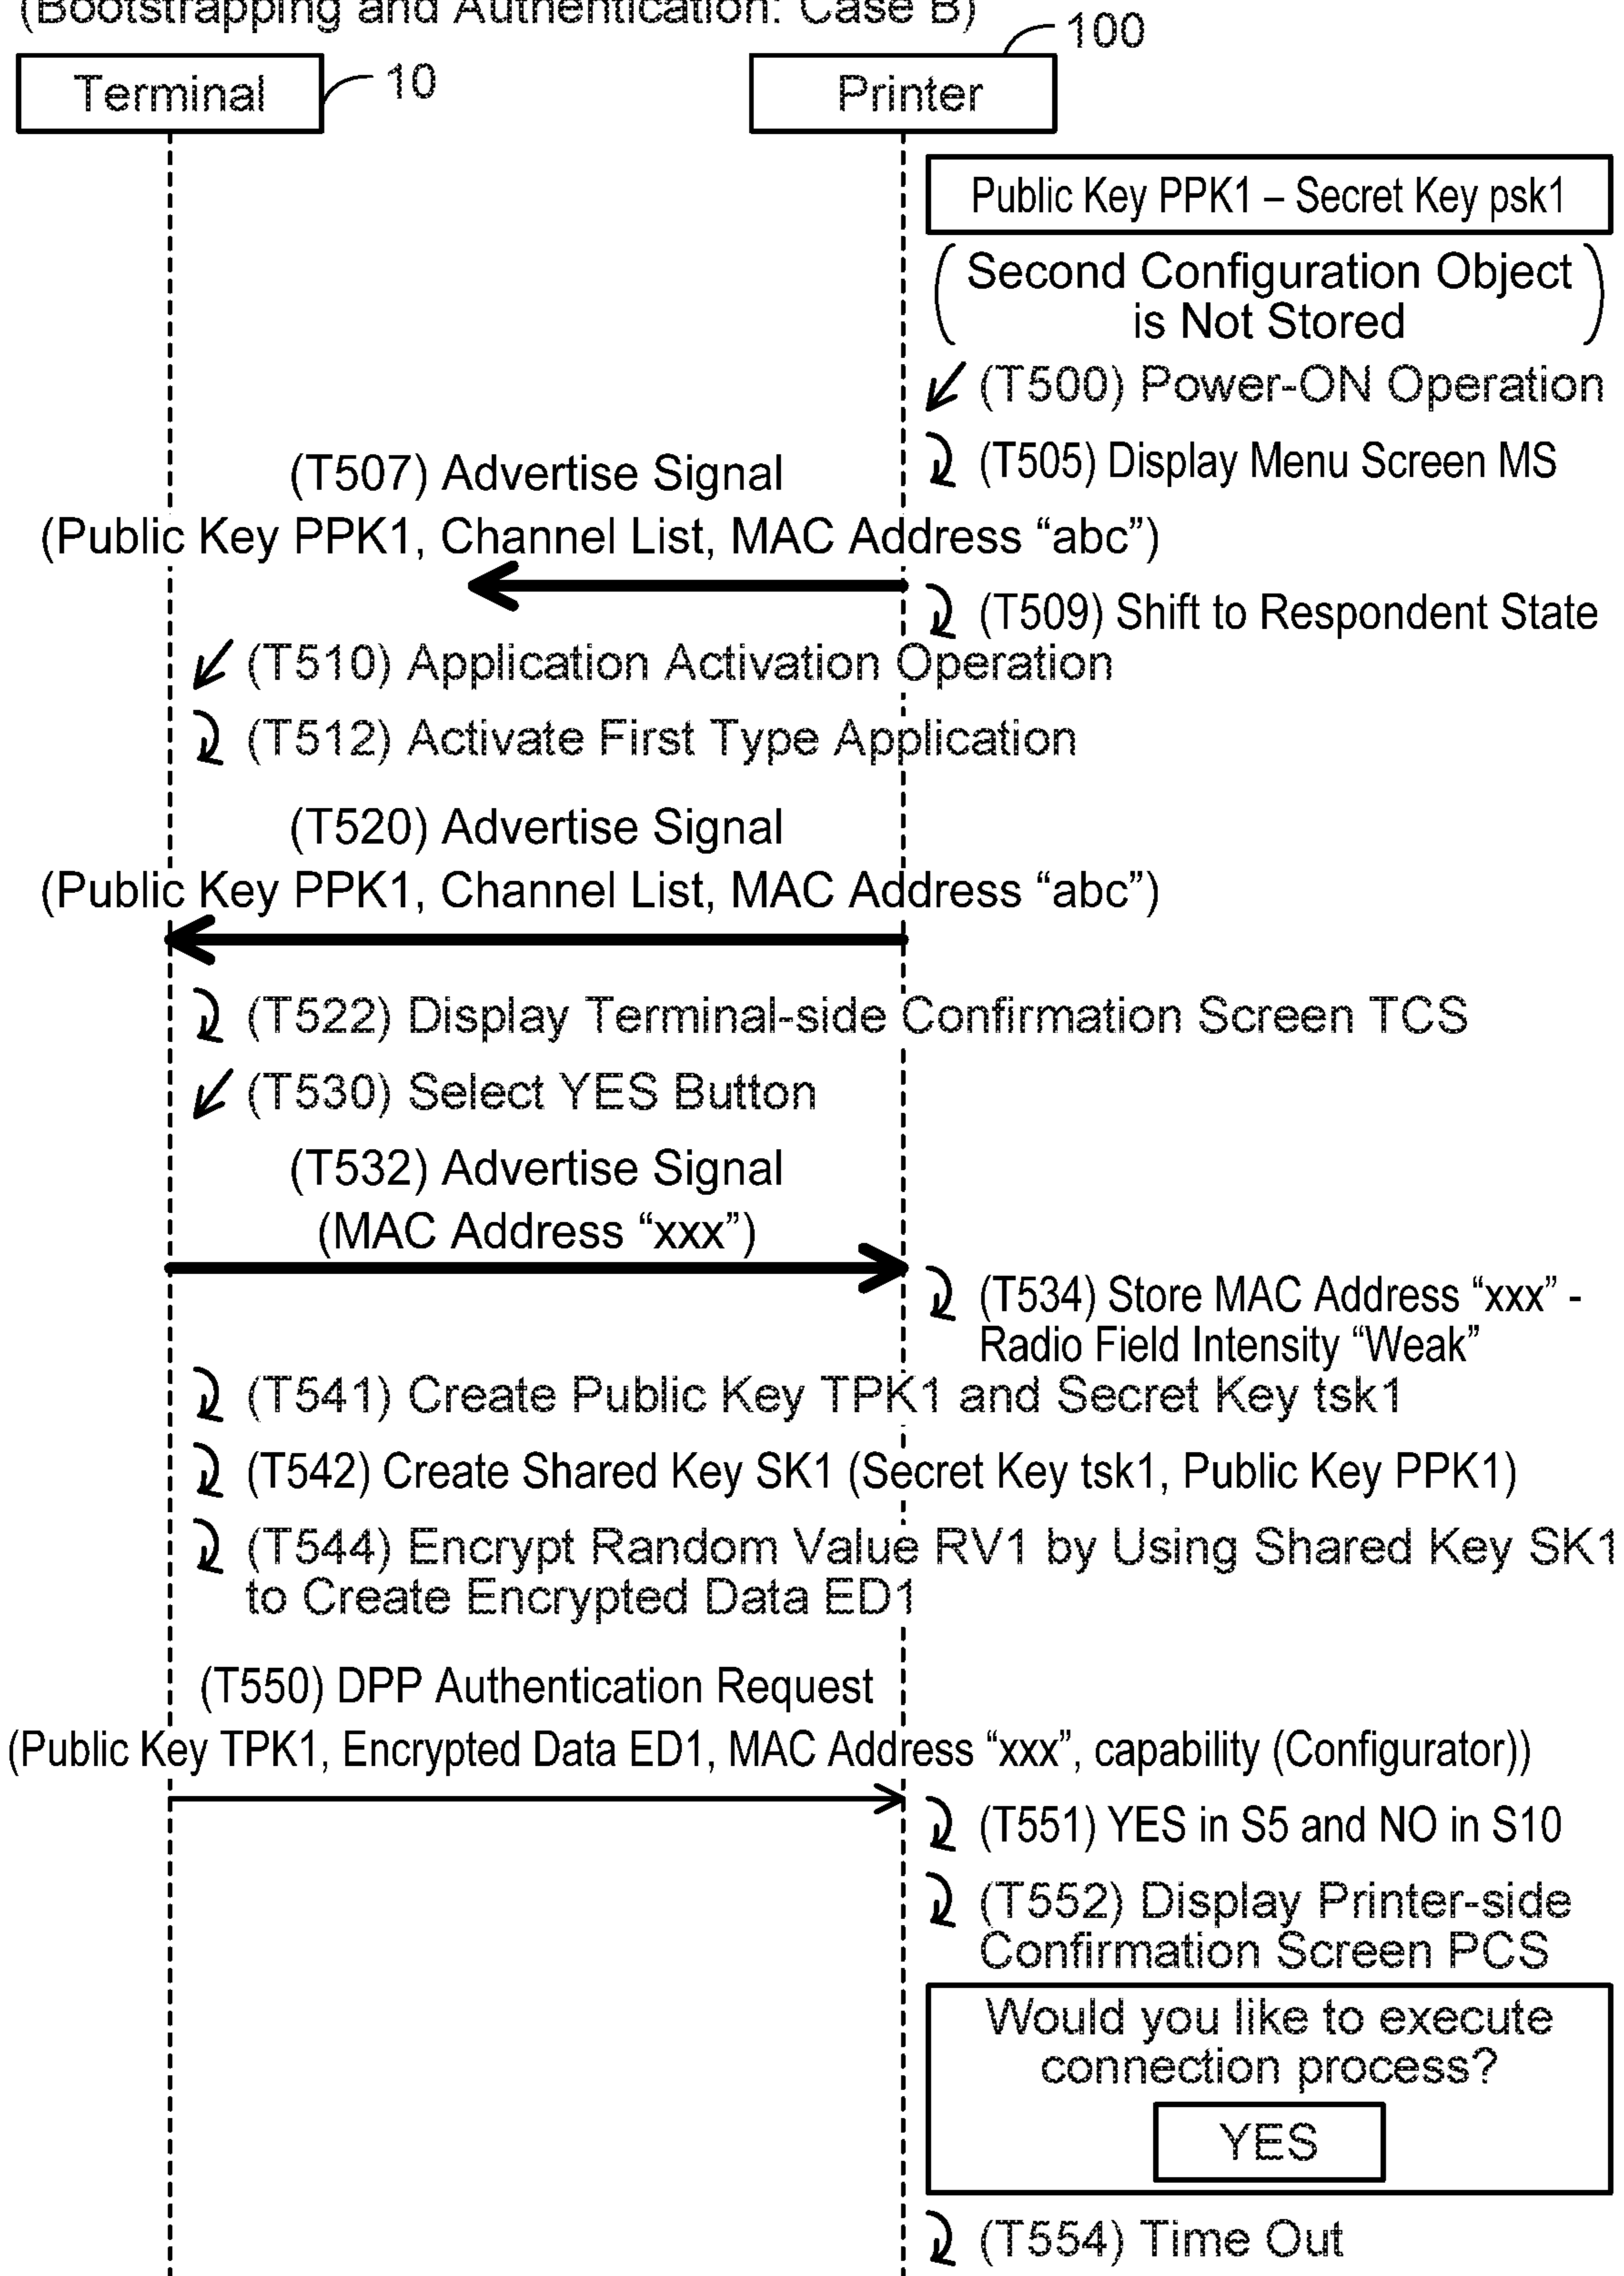 (Bootstrapping and Authentication: Case B)
100
Terminal
10
Printer
Public Key PPK1 – Secret Key psk1
(Second Configuration Object
is Not Stored)
(T500) Power-ON Operation
(T505) Display Menu Screen MS
(T507) Advertise Signal
(Public Key PPK1, Channel List, MAC Address “abc”)
(T509) Shift to Respondent State
(T510) Application Activation Operation
(T512) Activate First Type Application
(T520) Advertise Signal
(Public Key PPK1, Channel List, MAC Address “abc”)
(T522) Display Terminal-side Confirmation Screen TCS
(T530) Select YES Button
(T532) Advertise Signal
(MAC Address “xxx”)
(T534) Store MAC Address “xxx” -
Radio Field Intensity “Weak”
(T541) Create Public Key TPK1 and Secret Key tsk1
(T542) Create Shared Key SK1 (Secret Key tsk1, Public Key PPK1)
(T544) Encrypt Random Value RV1 by Using Shared Key SK1
to Create Encrypted Data ED1
(T550) DPP Authentication Request
(Public Key TPK1, Encrypted Data ED1, MAC Address “xxx”, capability (Configurator))
(T551) YES in S5 and NO in S10
(T552) Display Printer-side
Confirmation Screen PCS
Would you like to execute
connection process?
YES
(T554) Time Out